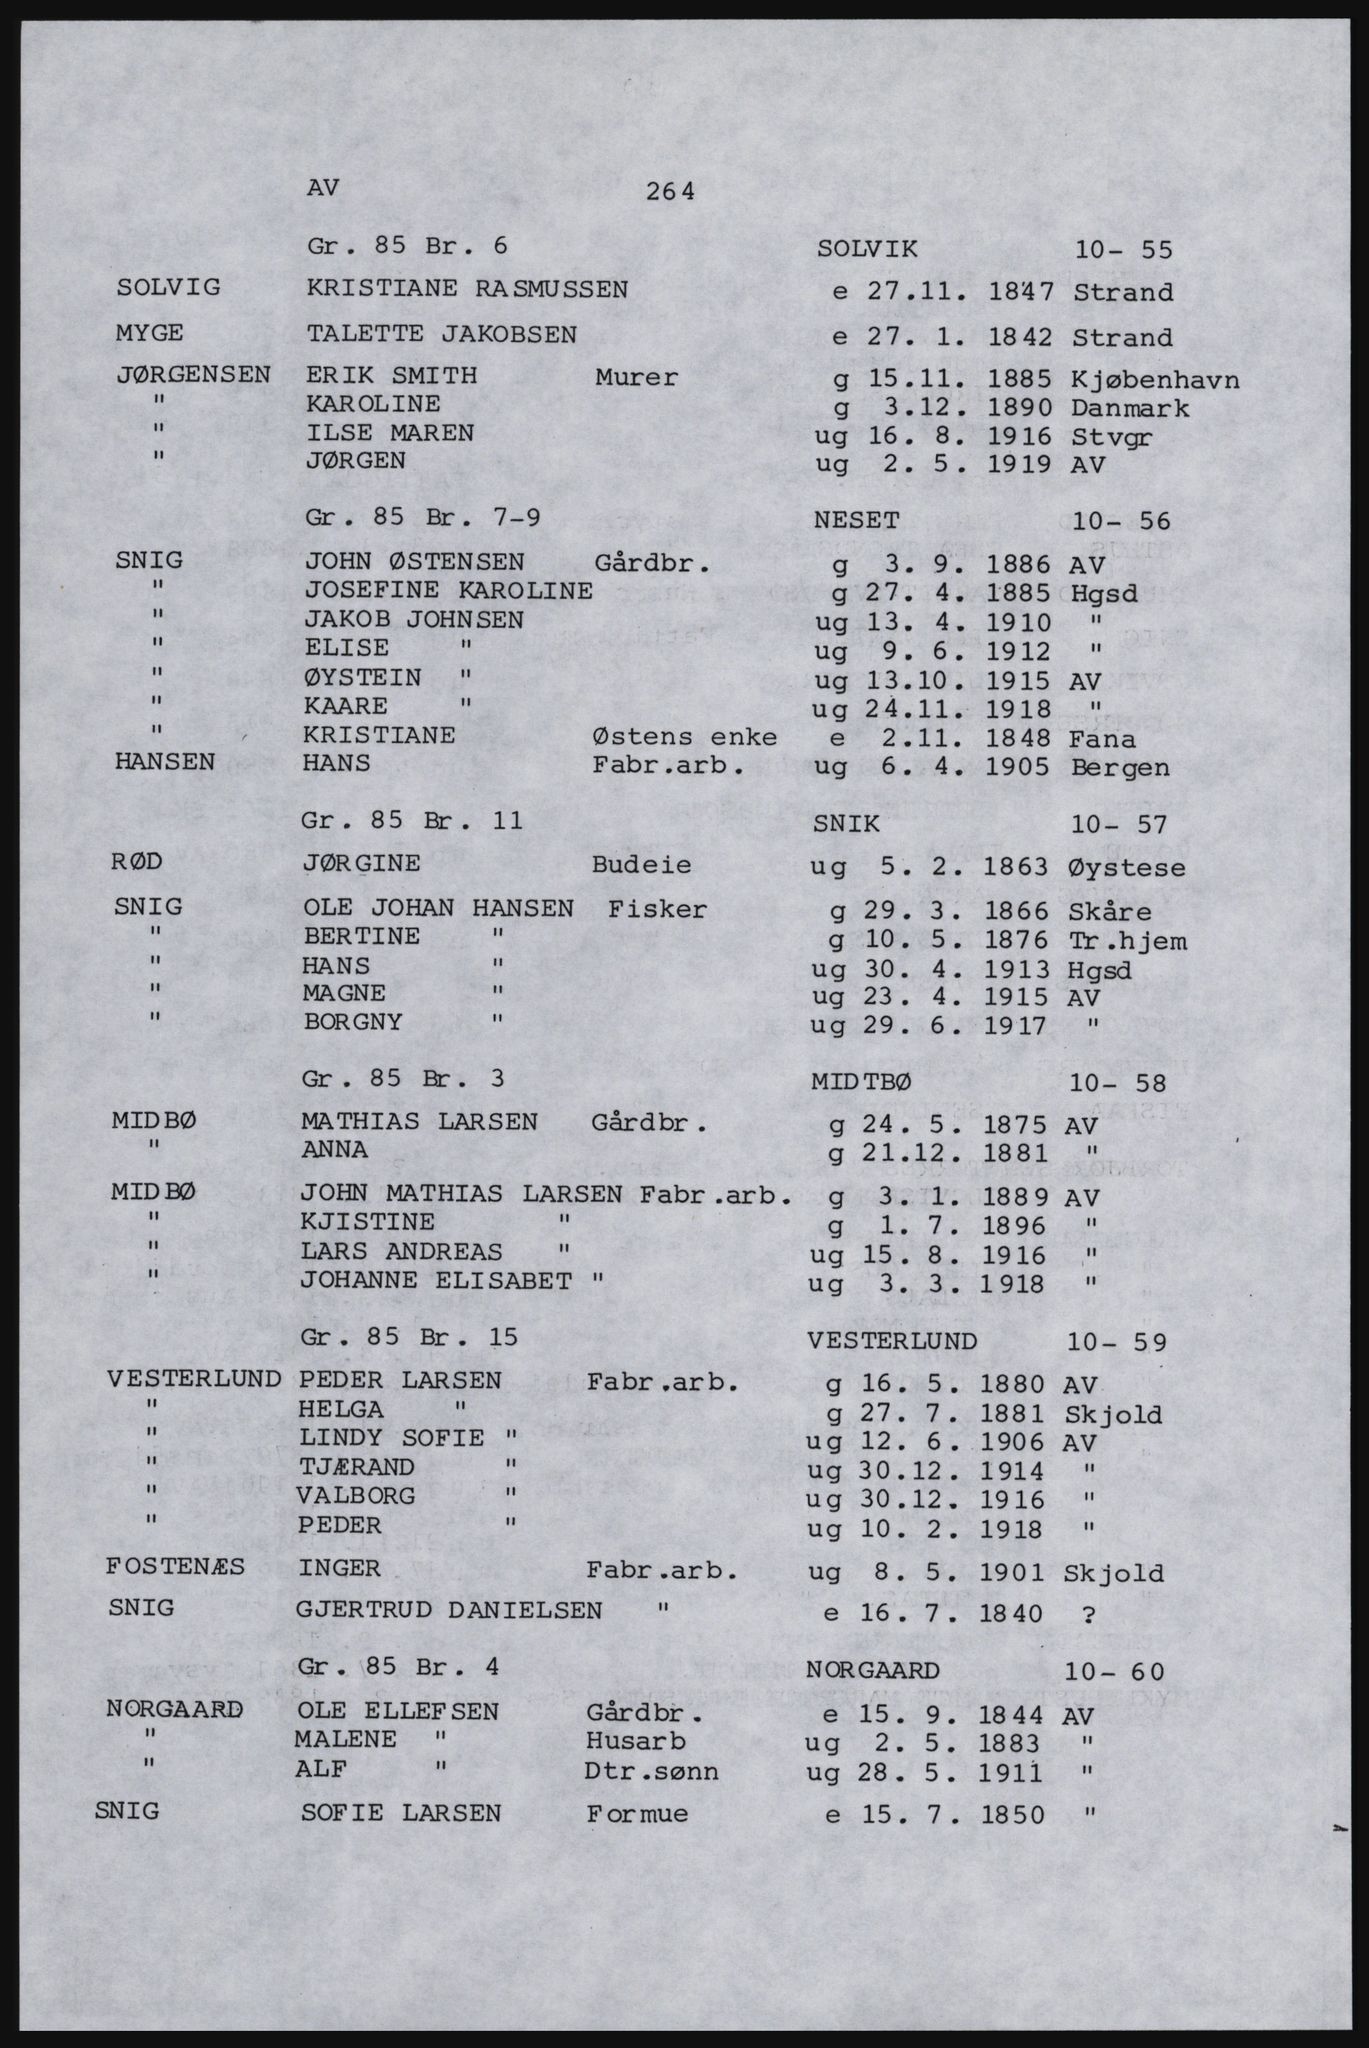 AV 264
Gr. 85 Br. 6 SOLVIK 10- 55
SOLVIG KRISTIANE RASMUSSEN e 27.11. 1847 Strand
MYGE TALETTE JAKOBSEN e 27. 1. 1842 Strand
JØRGENSEN ERIK SMITH Murer g 15.11. 1885 Kjøbenhavn
" KAROLINE g 3.12. 1890 Danmark
" ILSE MAREN ug 16. 8. 1916 Stvgr
" JØRGEN ug 2. 5. 1919 AV
Gr. 85 Br. 7-9 NESET 10- 56
SNIG JOHN ØSTENSEN Gårdbr. g 3. 9. 1886 AV
" JOSEFINE KAROLINE g 27. 4. 1885 Hgsd
" JAKOB JOHNSEN ug 13. 4. 1910 "
" ELISE " ug 9. 6. 1912 "
" ØYSTEIN " ug 13.10. 1915 AV
" KAARE " ug 24.11. 1918 "
" KRISTIANE Østens enke e 2.11. 1848 Fana
HANSEN HANS Fabr.arb. ug 6. 4. 1905 Bergen
Gr. 85 Br. 11 SNIK 10- 57
RØD JØRGINE Budeie ug 5. 2. 1863 Øystese
SNIG OLE JOHAN HANSEN Fisker g 29. 3. 1866 Skåre
" BERTINE " g 10. 5. 1876 Tr.hjem
" HANS " ug 30. 4. 1913 Hgsd
" MAGNE " ug 23. 4. 1915 AV
" BORGNY " ug 29. 6. 1917 "
Gr. 85 Br. 3 MIDTBØ 10- 58
MIDBØ MATHIAS LARSEN Gårdbr. g 24. 5. 1875 AV
" ANNA g 21.12. 1881 "
MIDBØ JOHN MATHIAS LARSEN Fabr.arb. g 3. 1. 1889 AV
" KJISTINE " g 1. 7. 1896 "
" LARS ANDREAS " ug 15. 8. 1916 "
" JOHANNE ELISABET " ug 3. 3. 1918 "
Gr. 85 Br. 15 VESTERLUND 10- 59
VESTERLUND PEDER LARSEN Fabr.arb. g 16. 5. 1880 AV
" HELGA " g 27. 7. 1881 Skjold
" LINDY SOFIE " ug 12. 6. 1906 AV
" TJÆRAND " ug 30.12. 1914 "
" VALBORG " ug 30.12. 1916 "
" PEDER " ug 10. 2. 1918 "
FOSTENÆS INGER Fabr.arb. ug 8. 5. 1901 Skjold
SNIG GJERTRUD DANIELSEN " e 16. 7. 1840 ?
Gr. 85 Br. 4 NORGAARD 10- 60
NORGAARD OLE ELLEFSEN Gårdbr. e 15. 9. 1844 AV
" MALENE " Husarb ug 2. 5. 1883 "
" ALF " Dtr.sønn ug 28. 5. 1911 "
SNIG SOFIE LARSEN Formue e 15. 7. 1850 "